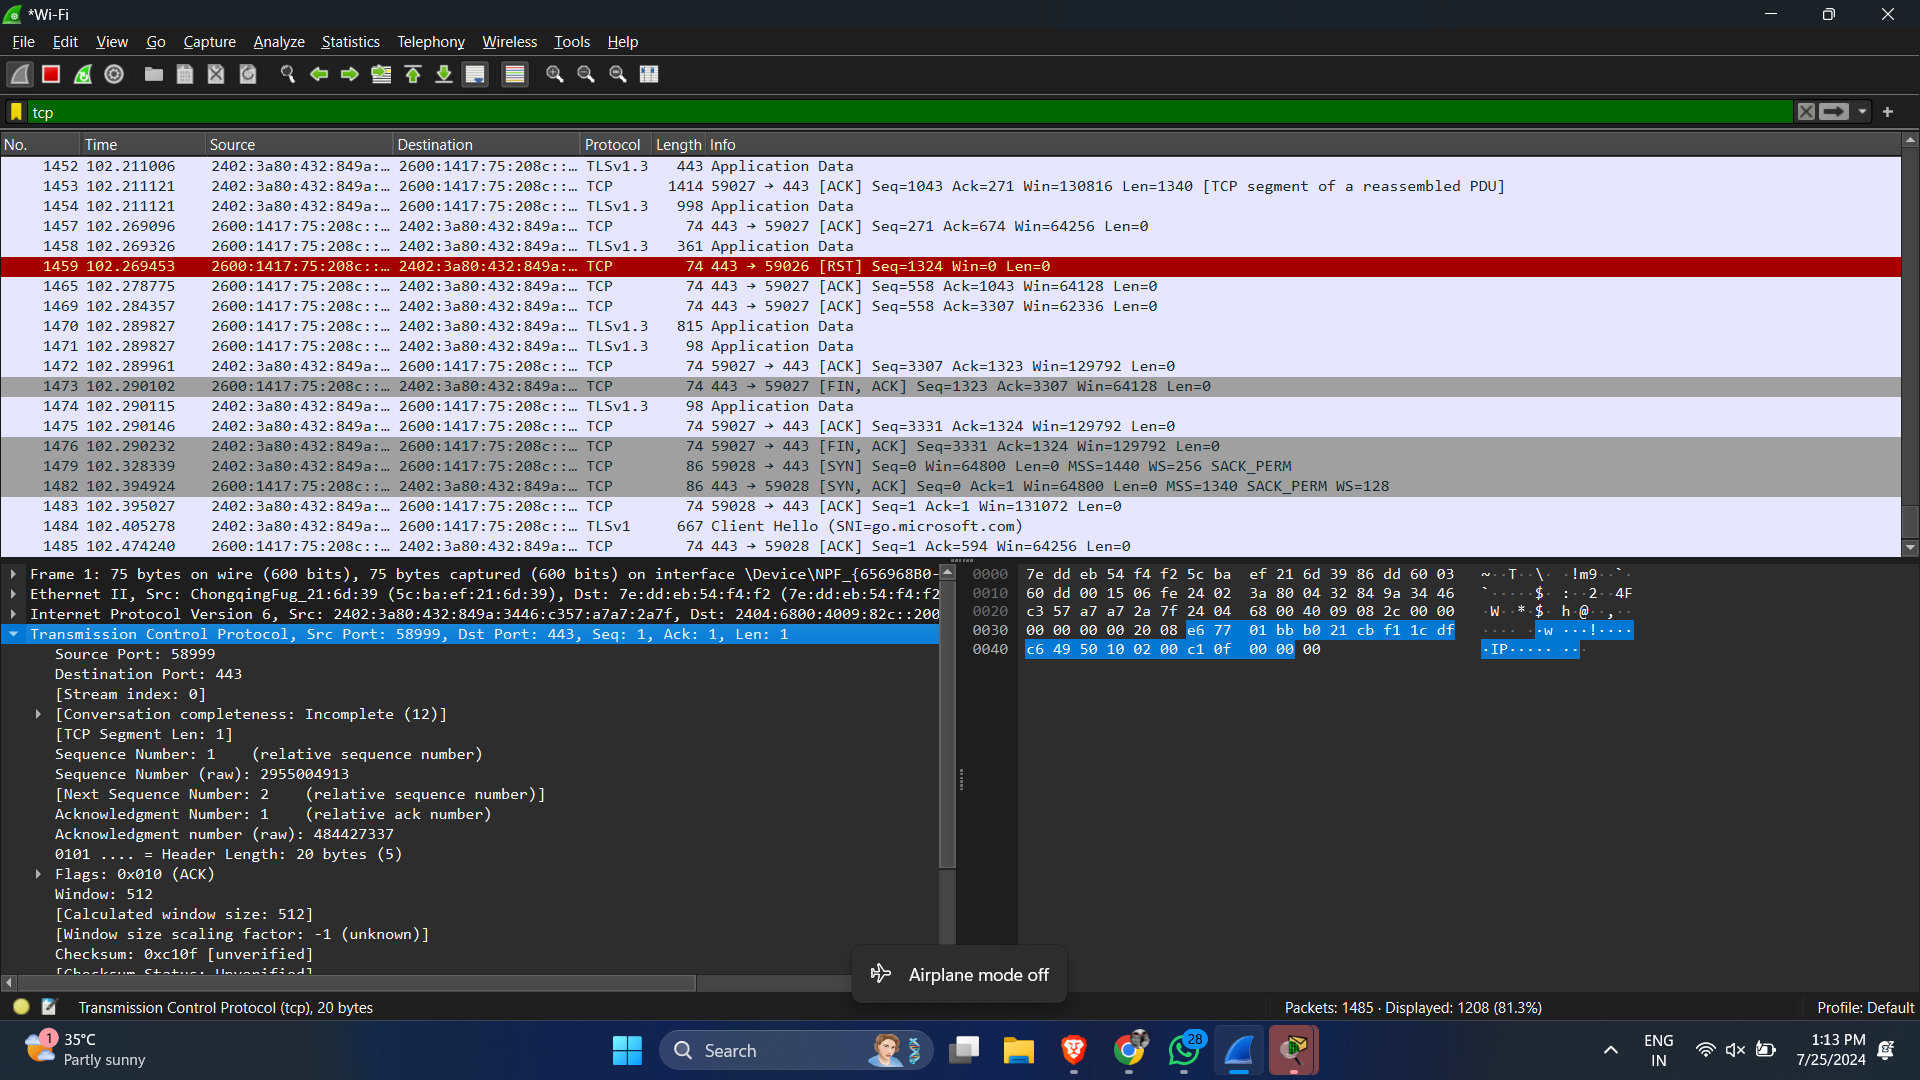 *Wi-Fi
File Edit View Go Capture Analyze Statistics Telephony Wireless Tools Help
tcp
No. Time Source Destination Protocol Length Info
1452 102.211006 2402:3a80:432:849a:… 2600:1417:75:208c::… TLSv1.3 443 Application Data
1453 102.211121 2402:3a80:432:849a:… 2600:1417:75:208c::… TCP 1414 59027 → 443 [ACK] Seq=1043 Ack=271 Win=130816 Len=1340 [TCP segment of a reassembled PDU]
1454 102.211121 2402:3a80:432:849a:… 2600:1417:75:208c::… TLSv1.3 998 Application Data
1457 102.269096 2600:1417:75:208c::… 2402:3a80:432:849a:… TCP 74 443 → 59027 [ACK] Seq=271 Ack=674 Win=64256 Len=0
1458 102.269326 2600:1417:75:208c::… 2402:3a80:432:849a:… TLSv1.3 361 Application Data
1459 102.269453 2600:1417:75:208c::… 2402:3a80:432:849a:… TCP 74 443 → 59026 [RST] Seq=1324 Win=0 Len=0
1465 102.278775 2600:1417:75:208c::… 2402:3a80:432:849a:… TCP 74 443 → 59027 [ACK] Seq=558 Ack=1043 Win=64128 Len=0
1469 102.284357 2600:1417:75:208c::… 2402:3a80:432:849a:… TCP 74 443 → 59027 [ACK] Seq=558 Ack=3307 Win=62336 Len=0
1470 102.289827 2600:1417:75:208c::… 2402:3a80:432:849a:… TLSv1.3 815 Application Data
1471 102.289827 2600:1417:75:208c::… 2402:3a80:432:849a:… TLSv1.3 98 Application Data
1472 102.289961 2402:3a80:432:849a:… 2600:1417:75:208c::… TCP 74 59027 → 443 [ACK] Seq=3307 Ack=1323 Win=129792 Len=0
1473 102.290102 2600:1417:75:208c::… 2402:3a80:432:849a:… TCP 74 443 → 59027 [FIN, ACK] Seq=1323 Ack=3307 Win=64128 Len=0
1474 102.290115 2402:3a80:432:849a:… 2600:1417:75:208c::… TLSv1.3 98 Application Data
1475 102.290146 2402:3a80:432:849a:… 2600:1417:75:208c::… TCP 74 59027 → 443 [ACK] Seq=3331 Ack=1324 Win=129792 Len=0
1476 102.290232 2402:3a80:432:849a:… 2600:1417:75:208c::… TCP 74 59027 → 443 [FIN, ACK] Seq=3331 Ack=1324 Win=129792 Len=0
1479 102.328339 2402:3a80:432:849a:… 2600:1417:75:208c::… TCP 86 59028 → 443 [SYN] Seq=0 Win=64800 Len=0 MSS=1440 WS=256 SACK_PERM
1482 102.394924 2600:1417:75:208c::… 2402:3a80:432:849a:… TCP 86 443 → 59028 [SYN, ACK] Seq=0 Ack=1 Win=64800 Len=0 MSS=1340 SACK_PERM WS=128
1483 102.395027 2402:3a80:432:849a:… 2600:1417:75:208c::… TCP 74 59028 → 443 [ACK] Seq=1 Ack=1 Win=131072 Len=0
1484 102.405278 2402:3a80:432:849a:… 2600:1417:75:208c::… TLSv1 667 Client Hello (SNI=go.microsoft.com)
1485 102.474240 2600:1417:75:208c::… 2402:3a80:432:849a:… TCP 74 443 → 59028 [ACK] Seq=1 Ack=594 Win=64256 Len=0
Frame 1: 75 bytes on wire (600 bits), 75 bytes captured (600 bits) on interface \Device\NPF_{656968B0-
Ethernet II, Src: ChongqingFug_21:6d:39 (5c:ba:ef:21:6d:39), Dst: 7e:dd:eb:54:f4:f2 (7e:dd:eb:54:f4:f2
Internet Protocol Version 6, Src: 2402:3a80:432:849a:3446:c357:a7a7:2a7f, Dst: 2404:6800:4009:82c::200
Transmission Control Protocol, Src Port: 58999, Dst Port: 443, Seq: 1, Ack: 1, Len: 1
Source Port: 58999
Destination Port: 443
[Stream index: 0]
[Conversation completeness: Incomplete (12)]
[TCP Segment Len: 1]
Sequence Number: 1 (relative sequence number)
Sequence Number (raw): 2955004913
[Next Sequence Number: 2 (relative sequence number)]
Acknowledgment Number: 1 (relative ack number)
Acknowledgment number (raw): 484427337
0101 .... = Header Length: 20 bytes (5)
Flags: 0x010 (ACK)
Window: 512
[Calculated window size: 512]
[Window size scaling factor: -1 (unknown)]
Checksum: 0xc10f [unverified]
[Checksum Status: Unverified]
0000 7e dd eb 54 f4 f2 5c ba ef 21 6d 39 86 dd 60 03 ~··T··\· ·!m9··`·
0010 60 dd 00 15 06 fe 24 02 3a 80 04 32 84 9a 34 46 `·····$· :··2··4F
0020 c3 57 a7 a7 2a 7f 24 04 68 00 40 09 08 2c 00 00 ·W··*·$· h·@··,··
0030 00 00 00 00 20 08 e6 77 01 bb b0 21 cb f1 1c df ···· ··w ···!····
0040 c6 49 50 10 02 00 c1 0f 00 00 00 ·IP····· ···
Airplane mode off
Transmission Control Protocol (tcp), 20 bytes
Packets: 1485 · Displayed: 1208 (81.3%)
Profile: Default
1
35°C
Partly sunny
Search
28
ENG
IN
1:13 PM
7/25/2024